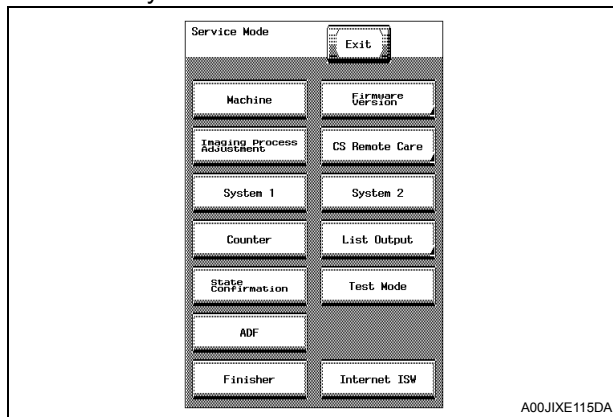 Service Mode
Exit
Machine
Firmware
Version
Imaging Process
Adjustment
CS Remote Care
System 1
System 2
Counter
List Output
State
Confirmation
Test Mode
ADF
Finisher
Internet ISW
A00JIXE115DA